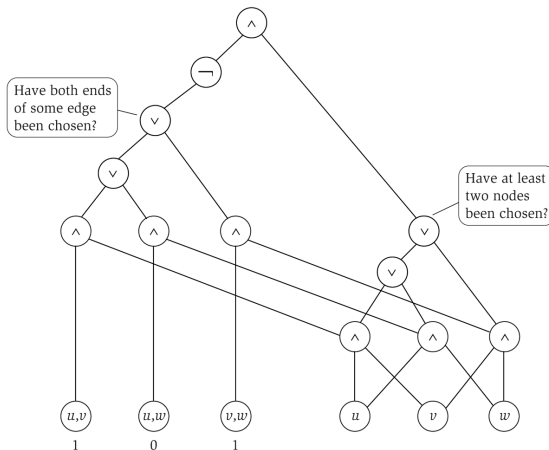 ∧
¬
Have both ends
of some edge
been chosen?
∨
∨
Have at least
two nodes
been chosen?
∧ ∧ ∧ ∨
∨
∧ ∧ ∧
u,v u,w v,w u v w
1 0 1